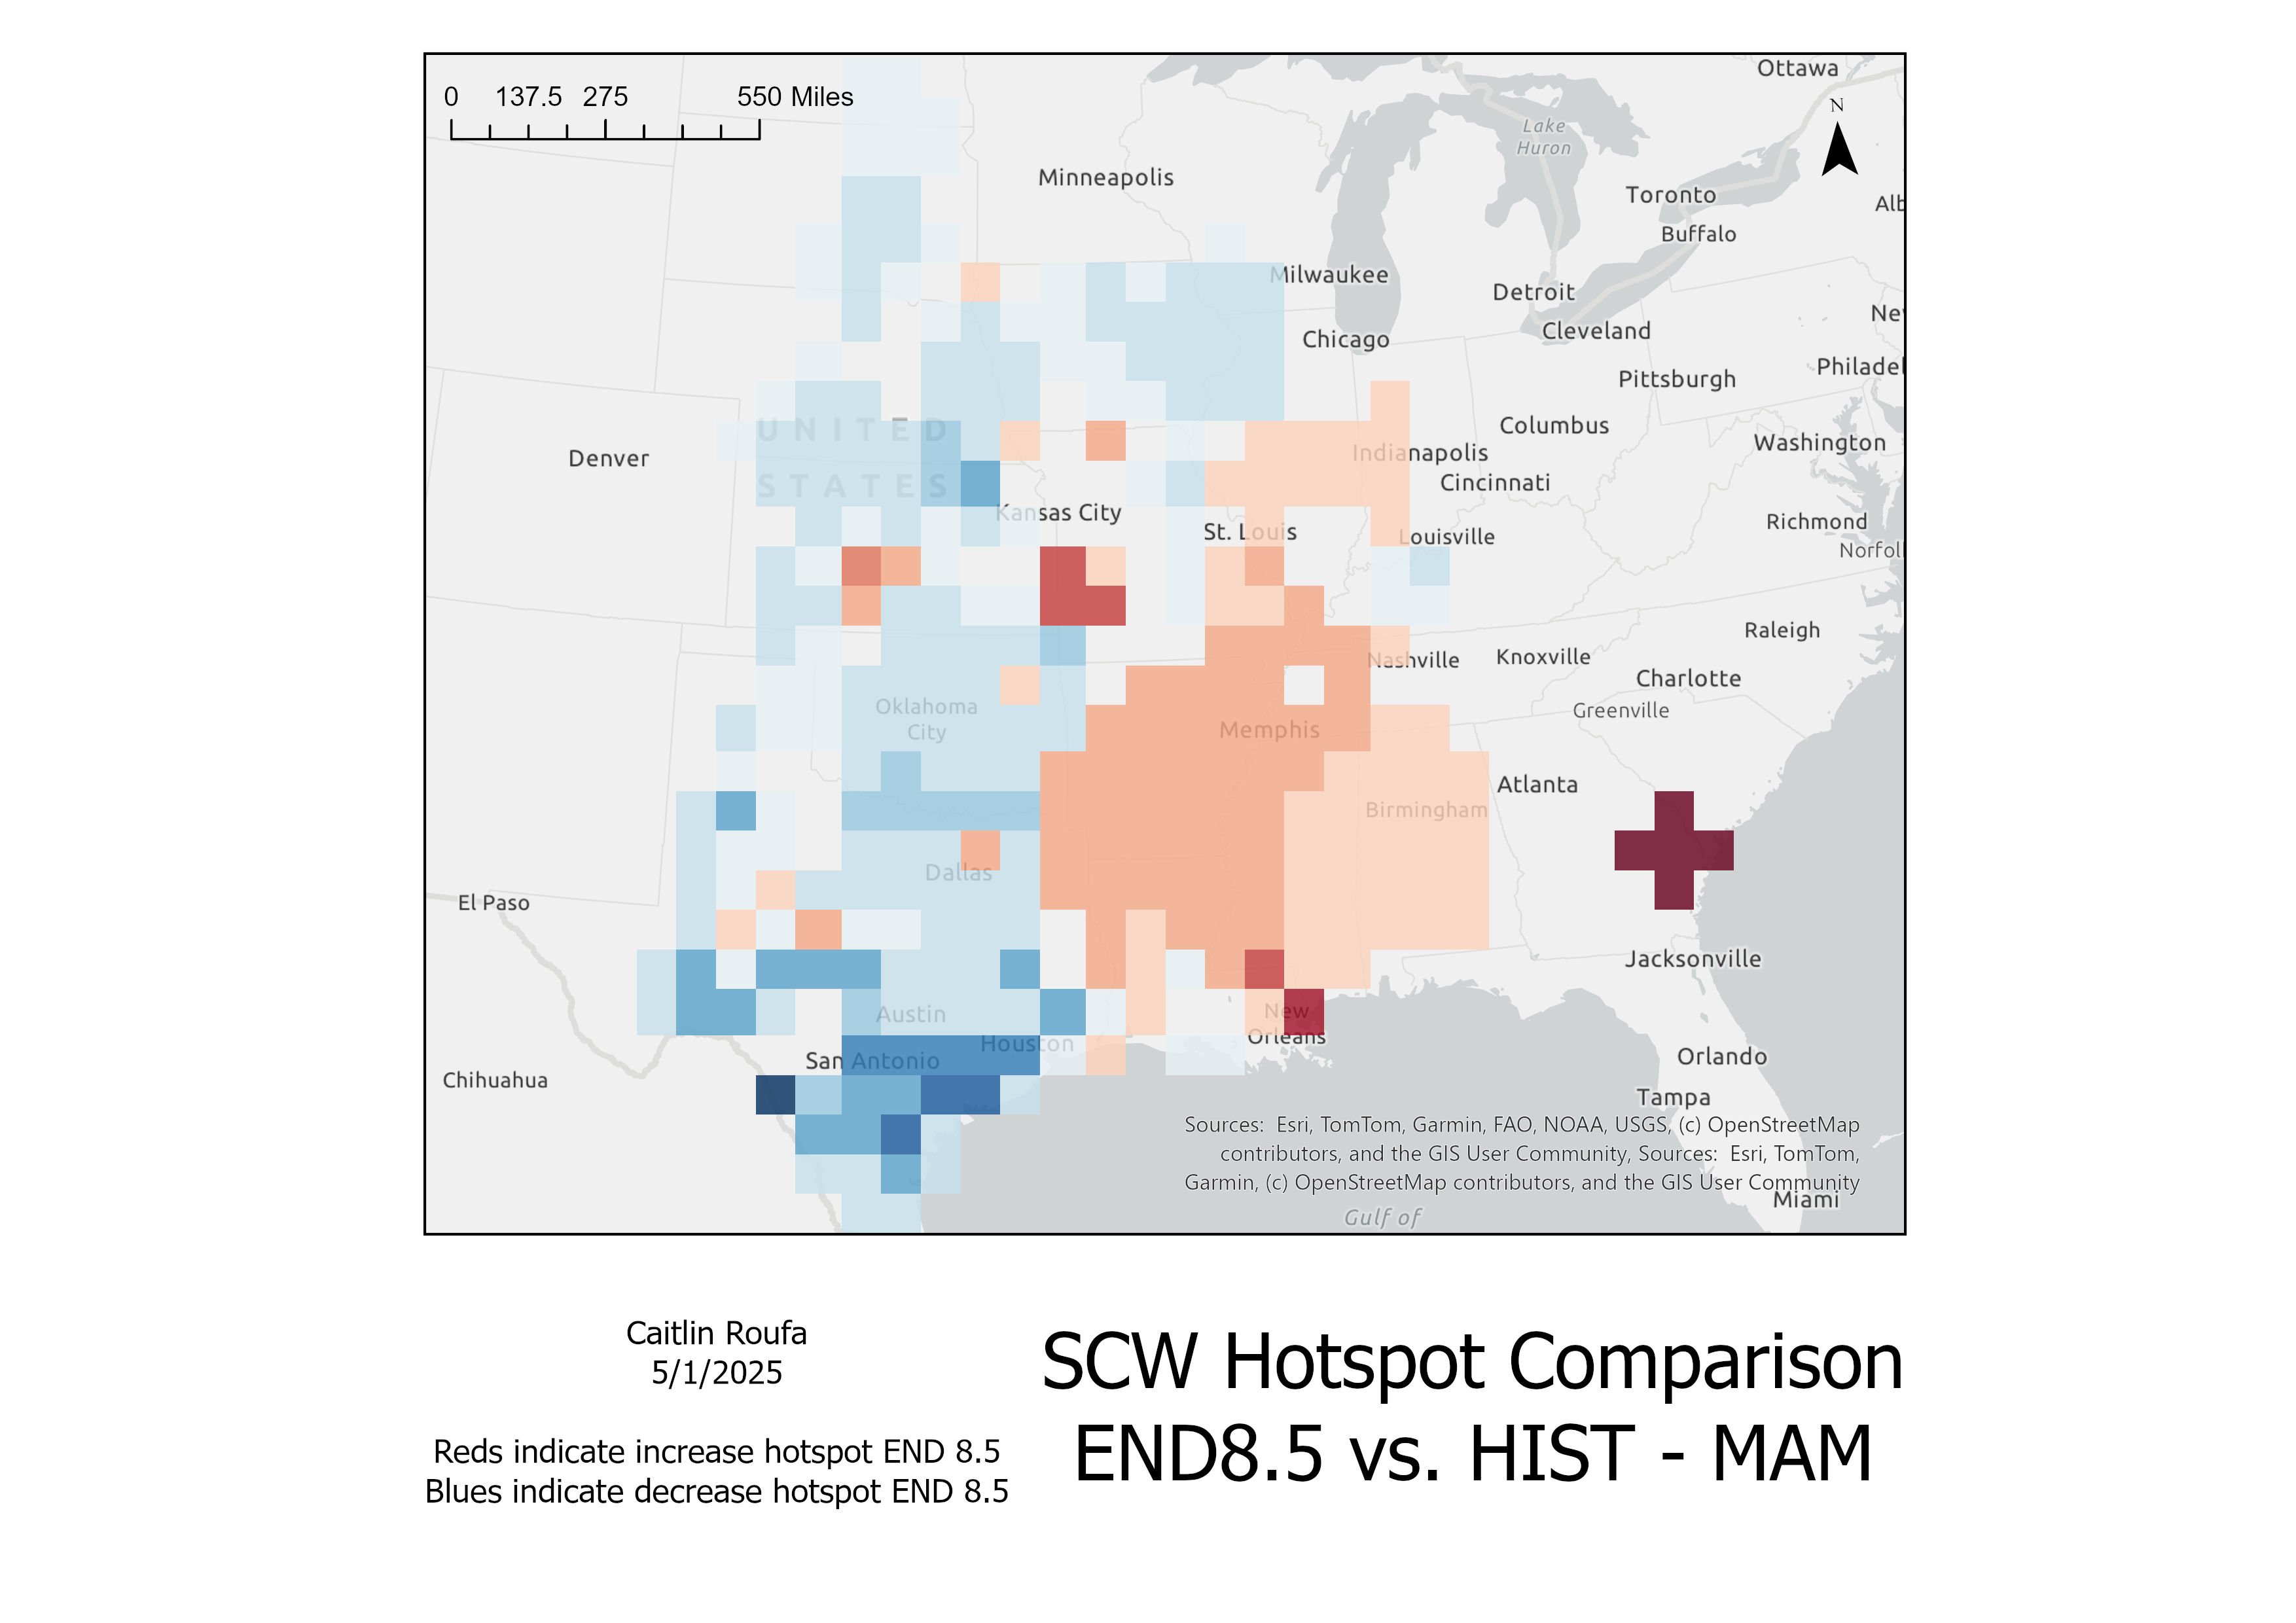 0 137.5 275 550 Miles
Ottawa
N
Lake
Huron
Minneapolis
Toronto
Alb
Buffalo
Milwaukee
Detroit
Ne
Cleveland
Chicago
Philadel
Pittsburgh
Columbus
UNITED
Washington
Indianapolis
Denver
Cincinnati
STATES
Kansas City
Richmond
St. Louis
Louisville
Norfol
Raleigh
Nashville
Knoxville
Charlotte
Oklahoma
City
Greenville
Memphis
Atlanta
Birmingham
Dallas
El Paso
Jacksonville
Austin
New
Orleans
Houston
San Antonio
Orlando
Chihuahua
Tampa
Sources: Esri, TomTom, Garmin, FAO, NOAA, USGS, (c) OpenStreetMap
contributors, and the GIS User Community, Sources: Esri, TomTom,
Garmin, (c) OpenStreetMap contributors, and the GIS User Community
Miami
Gulf of
Caitlin Roufa
5/1/2025
Reds indicate increase hotspot END 8.5
Blues indicate decrease hotspot END 8.5
SCW Hotspot Comparison
END8.5 vs. HIST - MAM